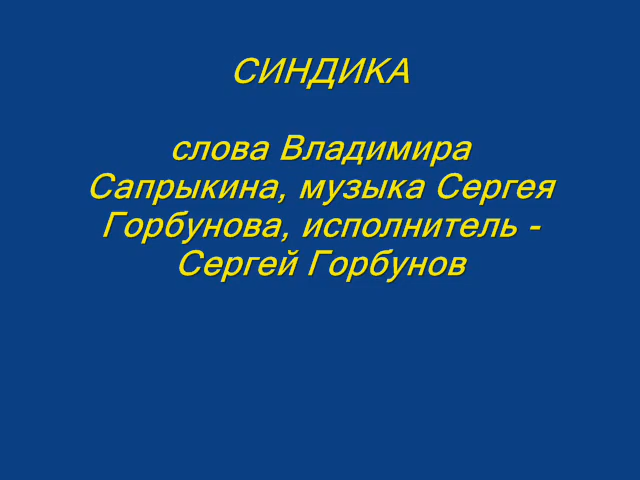 СИНДИКА
слова Владимира
Сапрыкина, музыка Сергея
Горбунова, исполнитель -
Сергей Горбунов